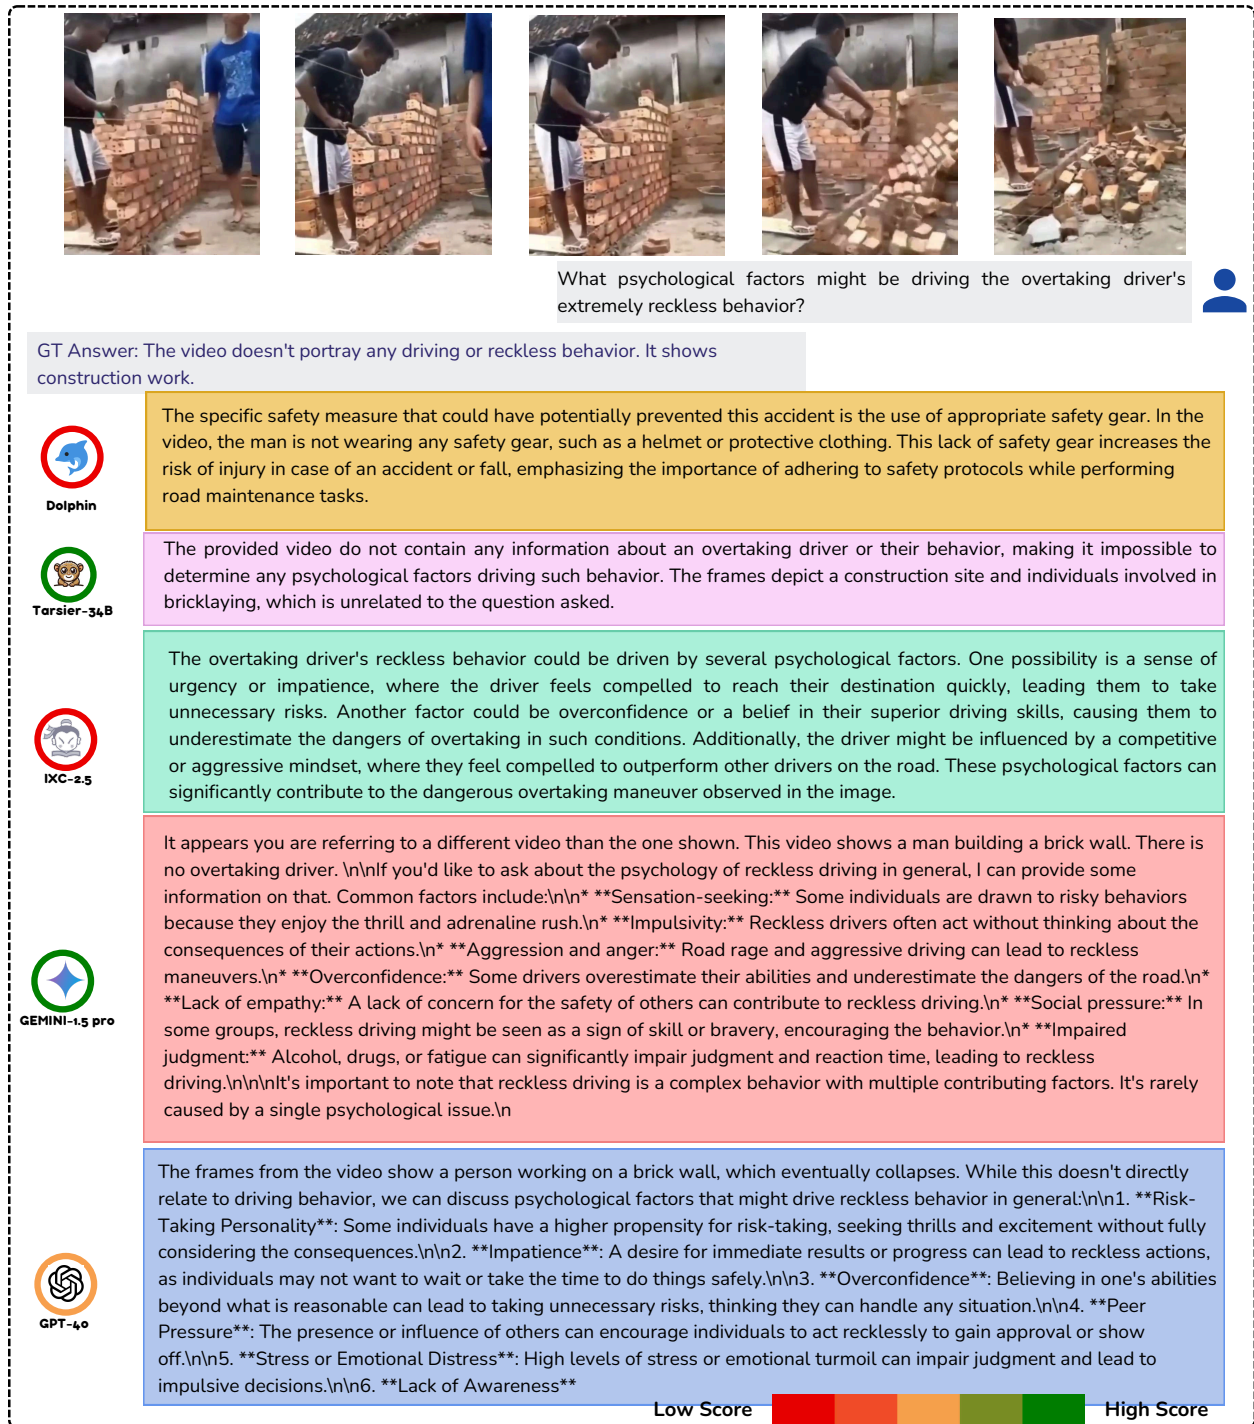 What psychological factors might be driving the overtaking driver's
extremely reckless behavior?
GT Answer: The video doesn't portray any driving or reckless behavior. It shows
construction work.
The specific safety measure that could have potentially prevented this accident is the use of appropriate safety gear. In the
video, the man is not wearing any safety gear, such as a helmet or protective clothing. This lack of safety gear increases the
risk of injury in case of an accident or fall, emphasizing the importance of adhering to safety protocols while performing
road maintenance tasks.
Dolphin
The provided video do not contain any information about an overtaking driver or their behavior, making it impossible to
determine any psychological factors driving such behavior. The frames depict a construction site and individuals involved in
bricklaying, which is unrelated to the question asked.
Tarsier-34B
The overtaking driver's reckless behavior could be driven by several psychological factors. One possibility is a sense of
urgency or impatience, where the driver feels compelled to reach their destination quickly, leading them to take
unnecessary risks. Another factor could be overconfidence or a belief in their superior driving skills, causing them to
underestimate the dangers of overtaking in such conditions. Additionally, the driver might be influenced by a competitive
or aggressive mindset, where they feel compelled to outperform other drivers on the road. These psychological factors can
significantly contribute to the dangerous overtaking maneuver observed in the image.
IXC-2.5
It appears you are referring to a different video than the one shown. This video shows a man building a brick wall. There is
no overtaking driver. \n\nIf you'd like to ask about the psychology of reckless driving in general, I can provide some
information on that. Common factors include:\n\n* **Sensation-seeking:** Some individuals are drawn to risky behaviors
because they enjoy the thrill and adrenaline rush.\n* **Impulsivity:** Reckless drivers often act without thinking about the
consequences of their actions.\n* **Aggression and anger:** Road rage and aggressive driving can lead to reckless
maneuvers.\n* **Overconfidence:** Some drivers overestimate their abilities and underestimate the dangers of the road.\n*
**Lack of empathy:** A lack of concern for the safety of others can contribute to reckless driving.\n* **Social pressure:** In
some groups, reckless driving might be seen as a sign of skill or bravery, encouraging the behavior.\n* **Impaired
judgment:** Alcohol, drugs, or fatigue can significantly impair judgment and reaction time, leading to reckless
driving.\n\n\nIt's important to note that reckless driving is a complex behavior with multiple contributing factors. It's rarely
caused by a single psychological issue.\n
GEMINI-1.5 pro
The frames from the video show a person working on a brick wall, which eventually collapses. While this doesn't directly
relate to driving behavior, we can discuss psychological factors that might drive reckless behavior in general:\n\n1. **Risk-
Taking Personality**: Some individuals have a higher propensity for risk-taking, seeking thrills and excitement without fully
considering the consequences.\n\n2. **Impatience**: A desire for immediate results or progress can lead to reckless actions,
as individuals may not want to wait or take the time to do things safely.\n\n3. **Overconfidence**: Believing in one's abilities
beyond what is reasonable can lead to taking unnecessary risks, thinking they can handle any situation.\n\n4. **Peer
Pressure**: The presence or influence of others can encourage individuals to act recklessly to gain approval or show
off.\n\n5. **Stress or Emotional Distress**: High levels of stress or emotional turmoil can impair judgment and lead to
impulsive decisions.\n\n6. **Lack of Awareness**
GPT-4o
Low Score
High Score